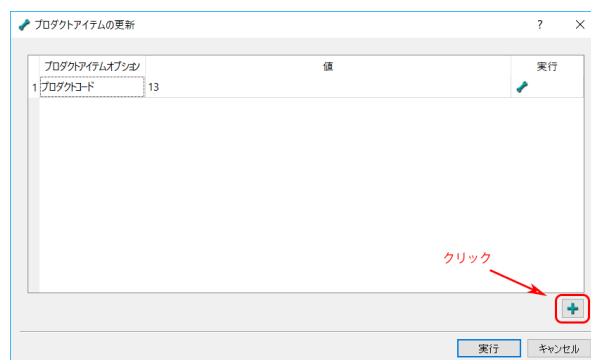 プロダクトアイテムの更新 ?
プロダクトアイテムオプション 値 実行
1 プロダクトコード 13
クリック
実行 キャンセル